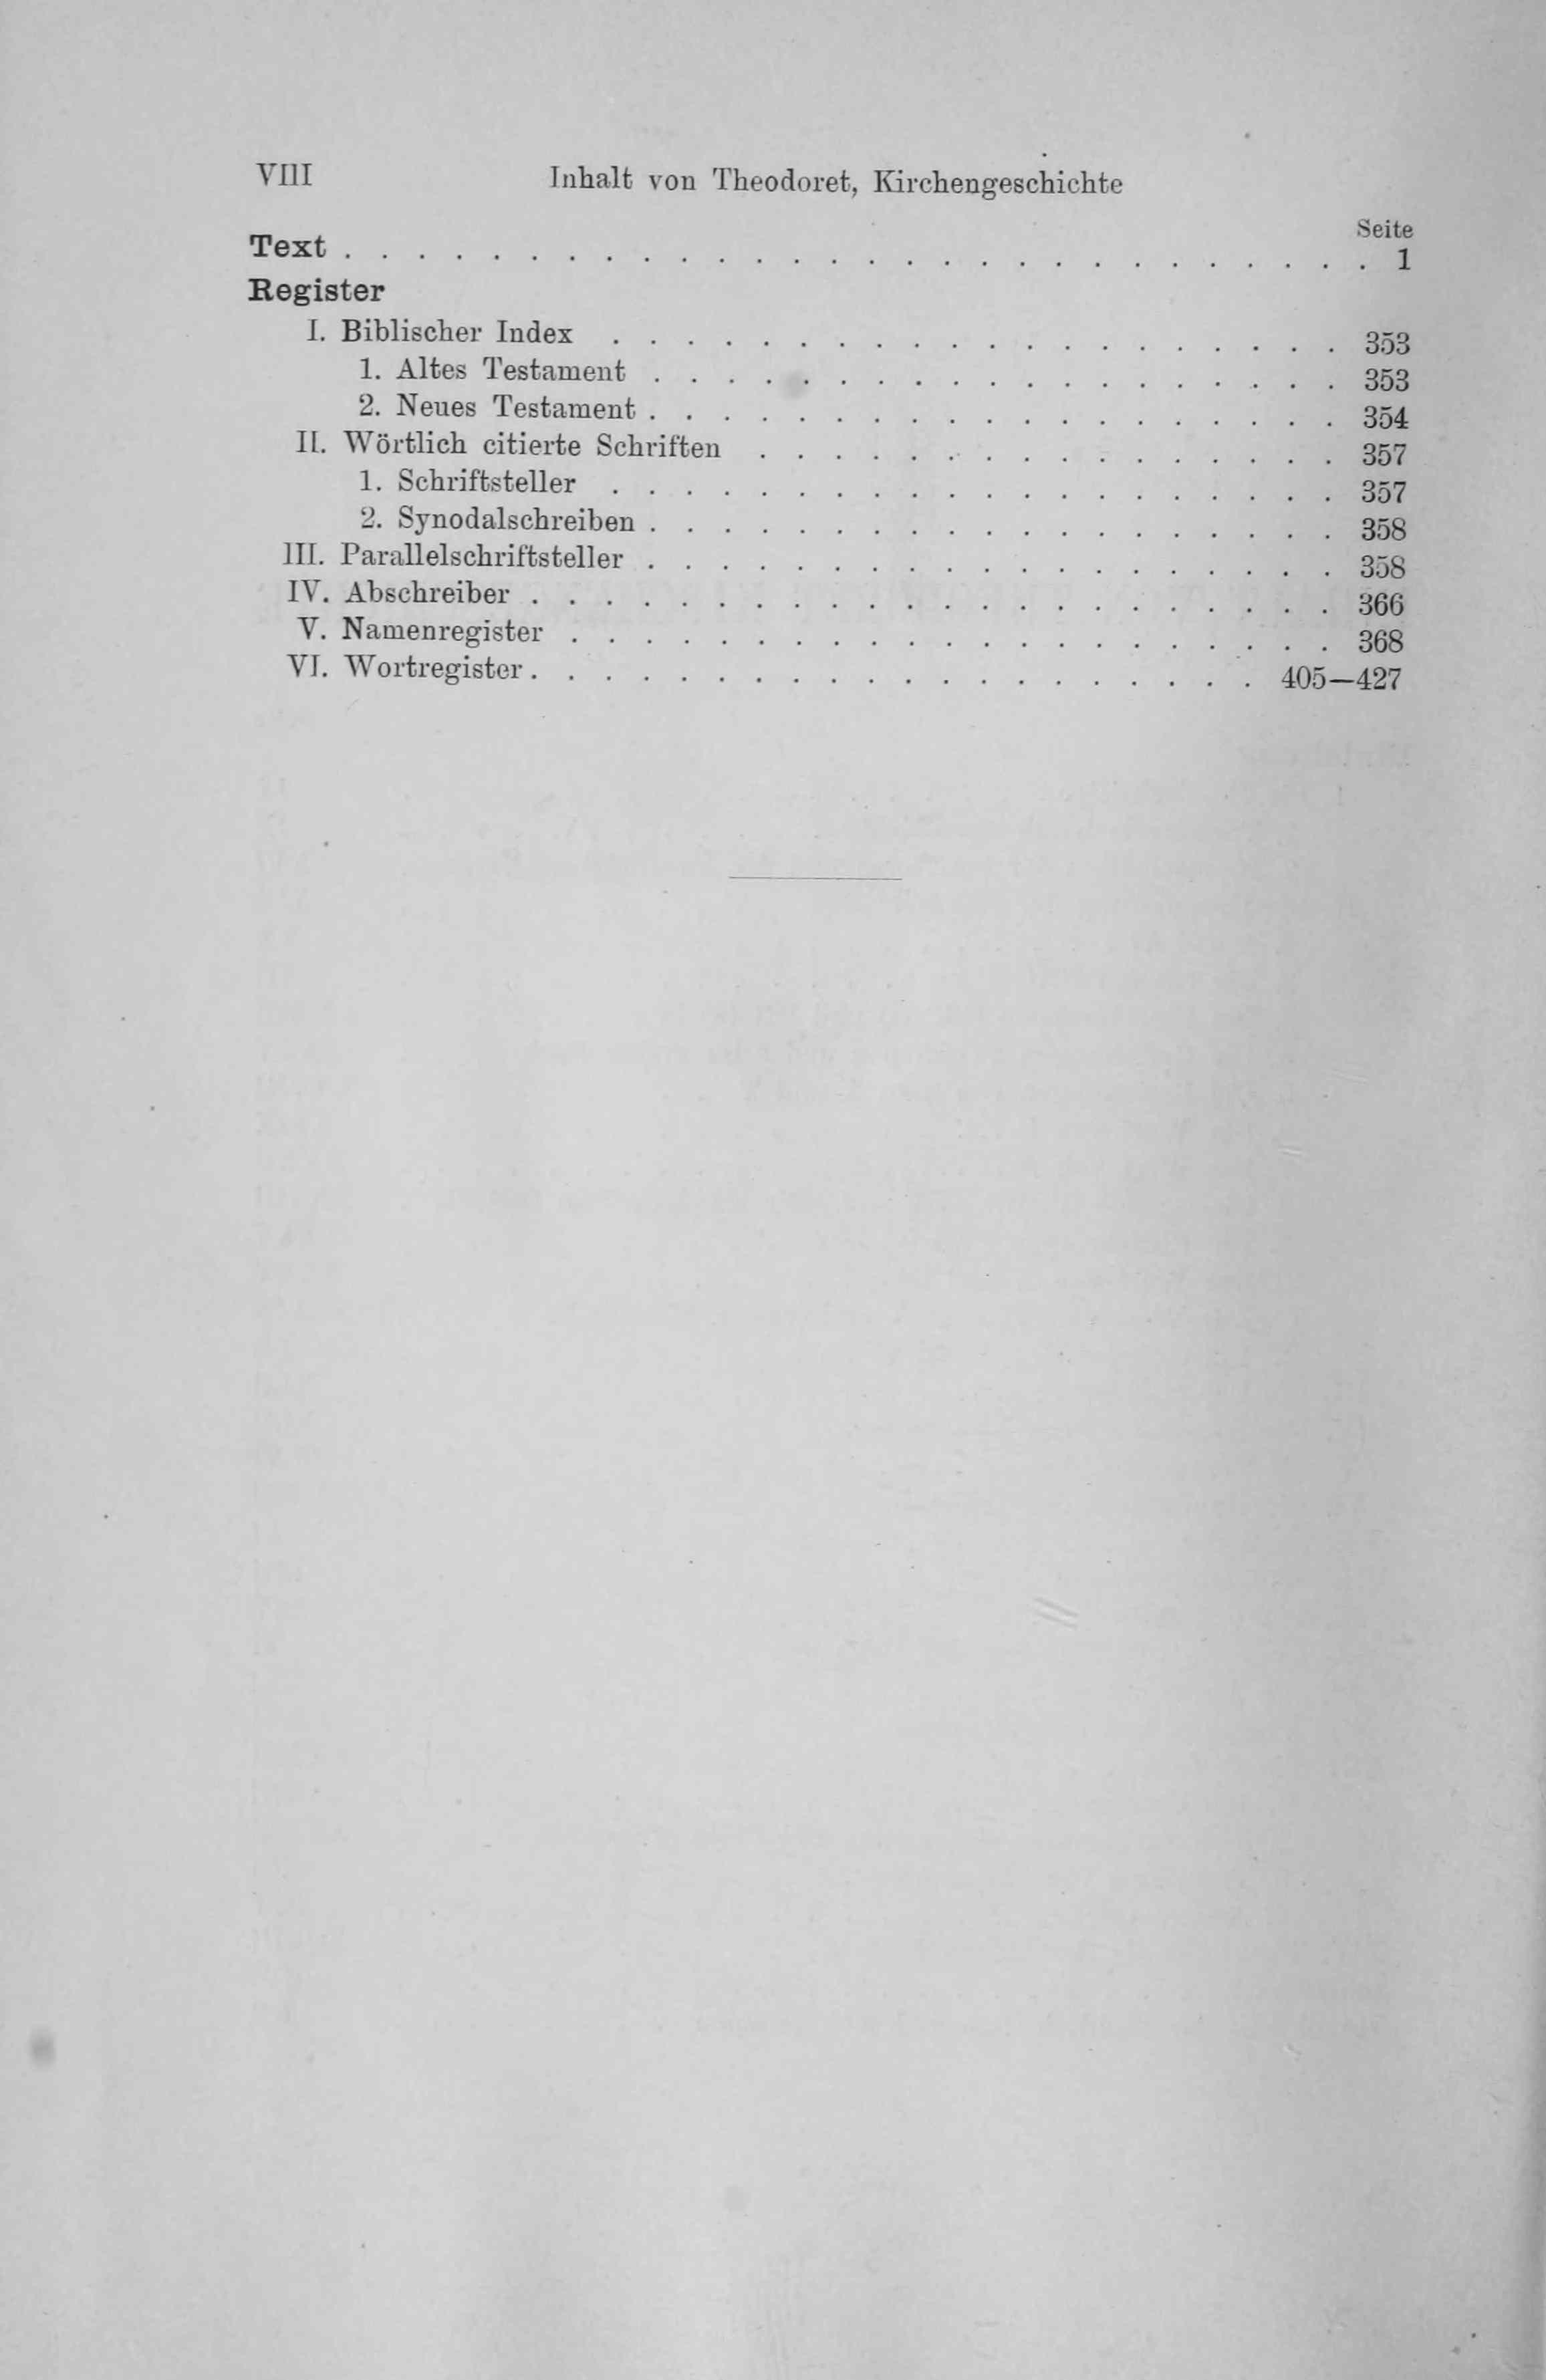 VIII Inhalt von Theodoret, Kirchengeschichte
Seite
Text . . . . . . . . . . . . . . . . . . . . . . . . . . . . 1
Register
I. Biblischer Index . . . . . . . . . . . . . . . . . . . . 353
1. Altes Testament . . . . . . . . . . . . . . . . . . . 353
2. Neues Testament . . . . . . . . . . . . . . . . . . . 354
II. Wörtlich citierte Schriften . . . . . . . . . . . . . . . . 357
1. Schriftsteller . . . . . . . . . . . . . . . . . . . . 357
2. Synodalschreiben . . . . . . . . . . . . . . . . . . . 358
III. Parallelschriftsteller . . . . . . . . . . . . . . . . . . . 358
IV. Abschreiber . . . . . . . . . . . . . . . . . . . . . . 366
V. Namenregister . . . . . . . . . . . . . . . . . . . . . 368
VI. Wortregister . . . . . . . . . . . . . . . . . . . . 405—427